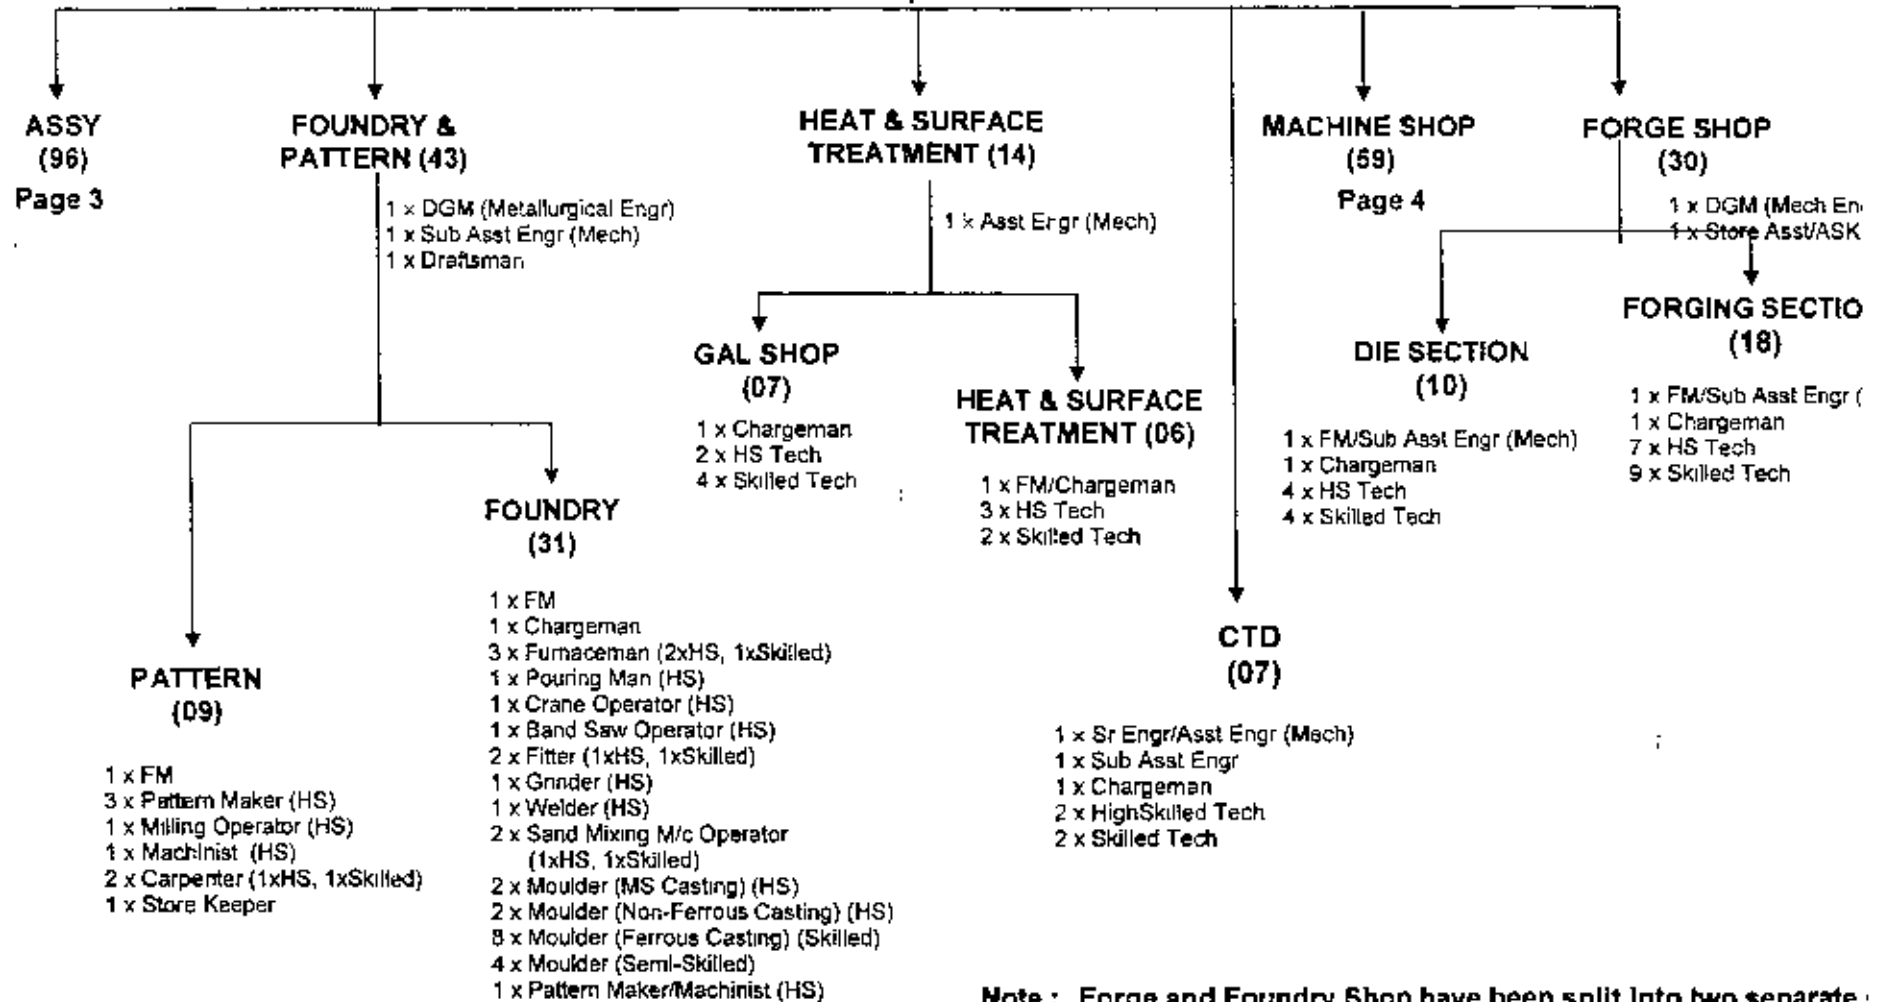 ASSY
(96)
Page 3
FOUNDRY &
PATTERN (43)
1 x DGM (Metallurgical Engr)
1 x Sub Asst Engr (Mech)
1 x Draftsman
PATTERN
(09)
1 x FM
3 x Pattern Maker (HS)
1 x Milling Operator (HS)
1 x Machinist (HS)
2 x Carpenter (1xHS, 1xSkilled)
1 x Store Keeper
FOUNDRY
(31)
1 x FM
1 x Chargeman
3 x Furnaceman (2xHS, 1xSkilled)
1 x Pouring Man (HS)
1 x Crane Operator (HS)
1 x Band Saw Operator (HS)
2 x Fitter (1xHS, 1xSkilled)
1 x Grinder (HS)
1 x Welder (HS)
2 x Sand Mixing M/c Operator
(1xHS, 1xSkilled)
2 x Moulder (MS Casting) (HS)
2 x Moulder (Non-Ferrous Casting) (HS)
8 x Moulder (Ferrous Casting) (Skilled)
4 x Moulder (Semi-Skilled)
1 x Pattern Maker/Machinist (HS)
HEAT & SURFACE
TREATMENT (14)
1 x Asst Engr (Mech)
GAL SHOP
(07)
1 x Chargeman
2 x HS Tech
4 x Skilled Tech
HEAT & SURFACE
TREATMENT (06)
1 x FM/Chargeman
3 x HS Tech
2 x Skilled Tech
CTD
(07)
1 x Sr Engr/Asst Engr (Mech)
1 x Sub Asst Engr
1 x Chargeman
2 x HighSkilled Tech
2 x Skilled Tech
MACHINE SHOP
(59)
Page 4
FORGE SHOP
(30)
1 x DGM (Mech En
1 x Store Asst/ASK
DIE SECTION
(10)
1 x FM/Sub Asst Engr (Mech)
1 x Chargeman
4 x HS Tech
4 x Skilled Tech
FORGING SECTIO
(18)
1 x FM/Sub Asst Engr (
1 x Chargeman
7 x HS Tech
9 x Skilled Tech
Note : Forge and Foundry Shop have been split into two separate